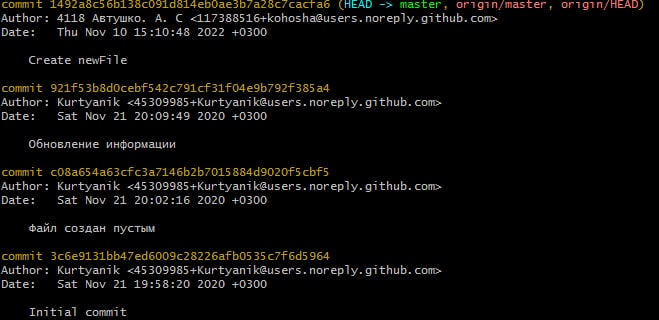 commit 1492a8c56b138c091d814eb0ae3b7a28c7cacfa6 (HEAD -> master, origin/master, origin/HEAD)
Author: 4118 Автушко. А. С <117388516+kohosha@users.noreply.github.com>
Date:   Thu Nov 10 15:10:48 2022 +0300
Create newFile
commit 921f53b8d0cebf542c791cf31f04e9b792f385a4
Author: Kurtyanik <45309985+Kurtyanik@users.noreply.github.com>
Date:   Sat Nov 21 20:09:49 2020 +0300
Обновление информации
commit c08a654a63cfc3a7146b2b7015884d9020f5cbf5
Author: Kurtyanik <45309985+Kurtyanik@users.noreply.github.com>
Date:   Sat Nov 21 20:02:16 2020 +0300
Файл создан пустым
commit 3c6e9131bb47ed6009c28226afb0535c7f6d5964
Author: Kurtyanik <45309985+Kurtyanik@users.noreply.github.com>
Date:   Sat Nov 21 19:58:20 2020 +0300
Initial commit